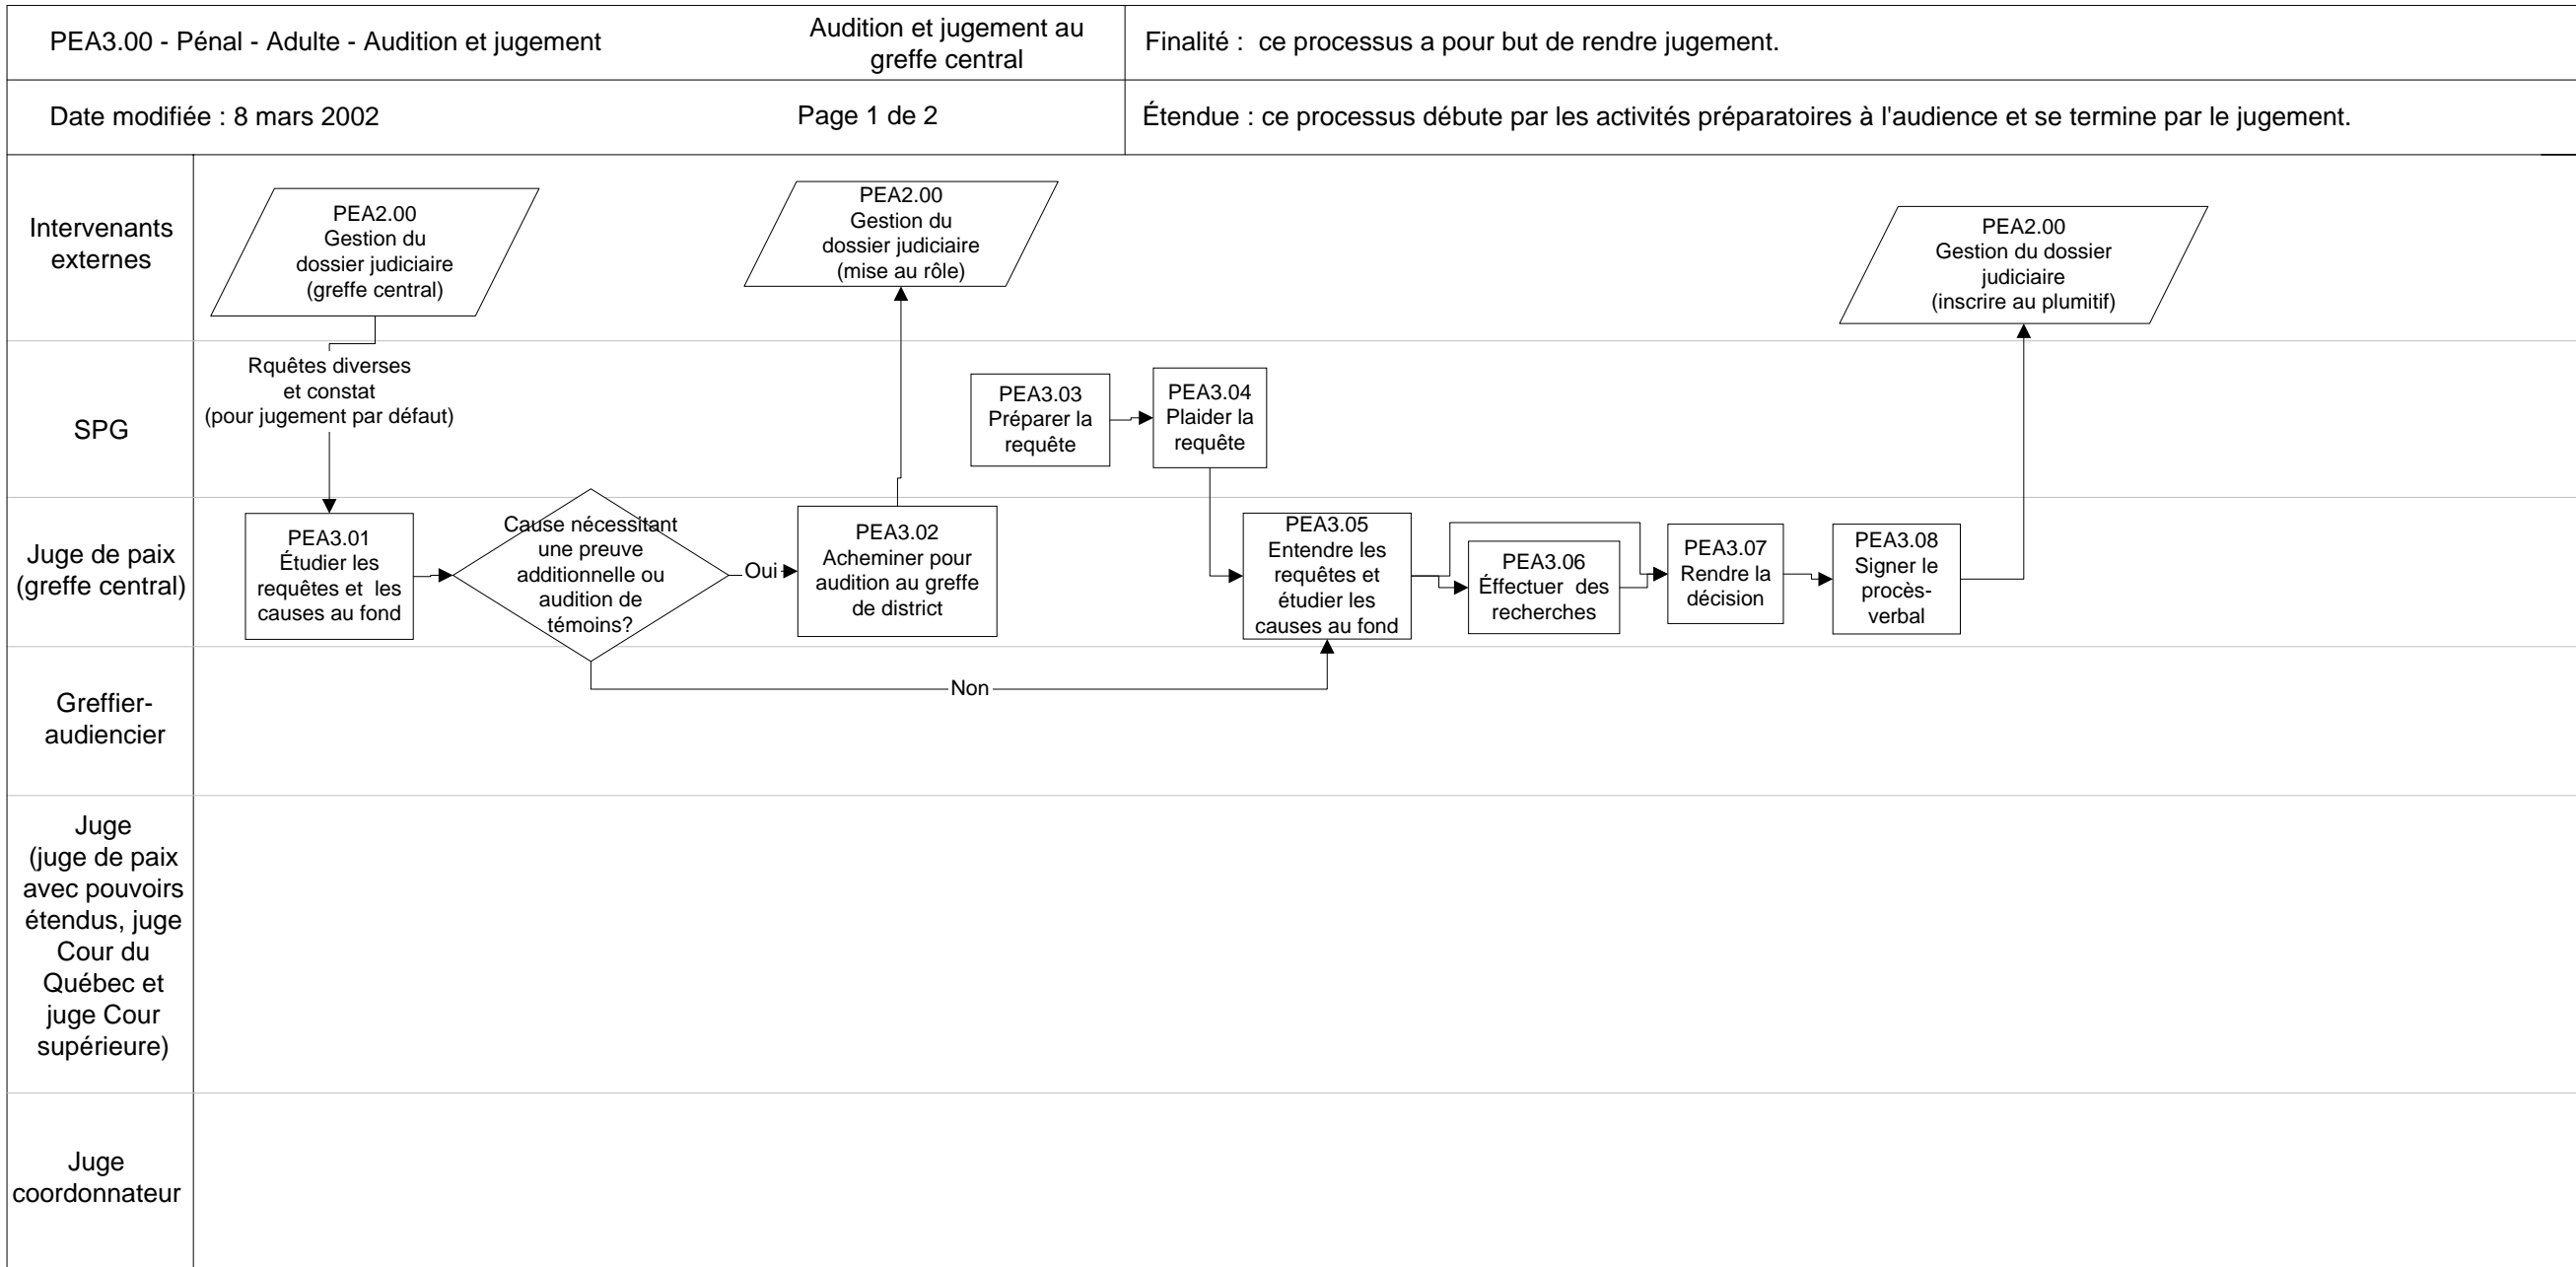 PEA3.00 - Pénal - Adulte - Audition et jugement
Audition et jugement au
greffe central
Finalité :  ce processus a pour but de rendre jugement.
Date modifiée : 8 mars 2002
Page 1 de 2
Étendue : ce processus débute par les activités préparatoires à l'audience et se termine par le jugement.
Intervenants
externes
PEA2.00
Gestion du
dossier judiciaire
(greffe central)
PEA2.00
Gestion du
dossier judiciaire
(mise au rôle)
PEA2.00
Gestion du dossier
judiciaire
(inscrire au plumitif)
SPG
Rquêtes diverses
et constat
(pour jugement par défaut)
PEA3.03
Préparer la
requête
PEA3.04
Plaider la
requête
Juge de paix
(greffe central)
PEA3.01
Étudier les
requêtes et  les
causes au fond
Cause nécessitant
une preuve
additionnelle ou
audition de
témoins?
Oui
PEA3.02
Acheminer pour
audition au greffe
de district
PEA3.05
Entendre les
requêtes et
étudier les
causes au fond
PEA3.06
Éffectuer  des
recherches
PEA3.07
Rendre la
décision
PEA3.08
Signer le
procès-
verbal
Non
Greffier-
audiencier
Juge
(juge de paix
avec pouvoirs
étendus, juge
Cour du
Québec et
juge Cour
supérieure)
Juge
coordonnateur